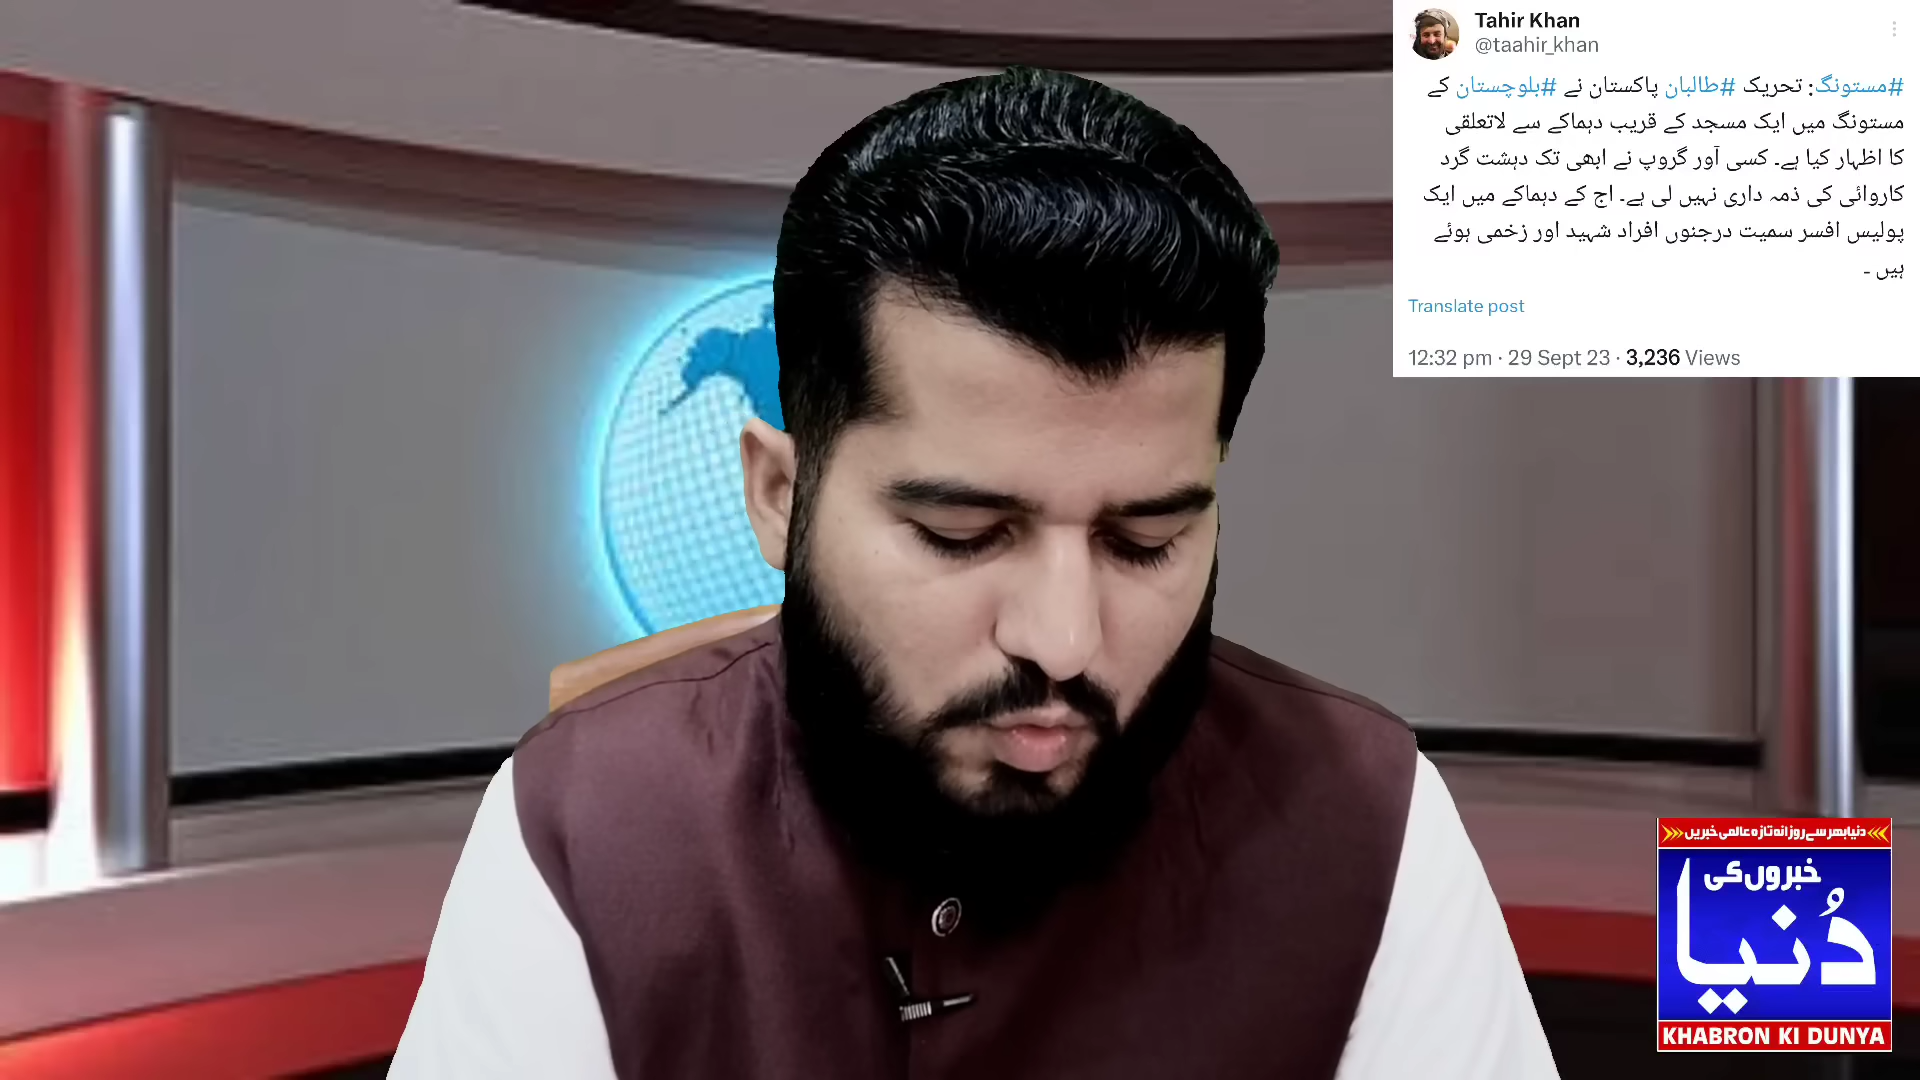 Tahir Khan
@taahir_khan
#مستونگ: تحریک #طالبان پاکستان نے #بلوچستان کے
مستونگ میں ایک مسجد کے قریب دہماکے سے لاتعلقی
کا اظہار کیا ہے۔ کسی آور گروپ نے ابھی تک دہشت گرد
کاروائی کی ذمہ داری نہیں لی ہے۔ اج کے دہماکے میں ایک
پولیس افسر سمیت درجنوں افراد شہید اور زخمی ہوئے
ہیں ۔
Translate post
12:32 pm · 29 Sept 23 · 3,236 Views
دنیا بھر سے روزانہ تازہ عالمی خبریں
خبروں کی
دُنیا
KHABRON KI DUNYA